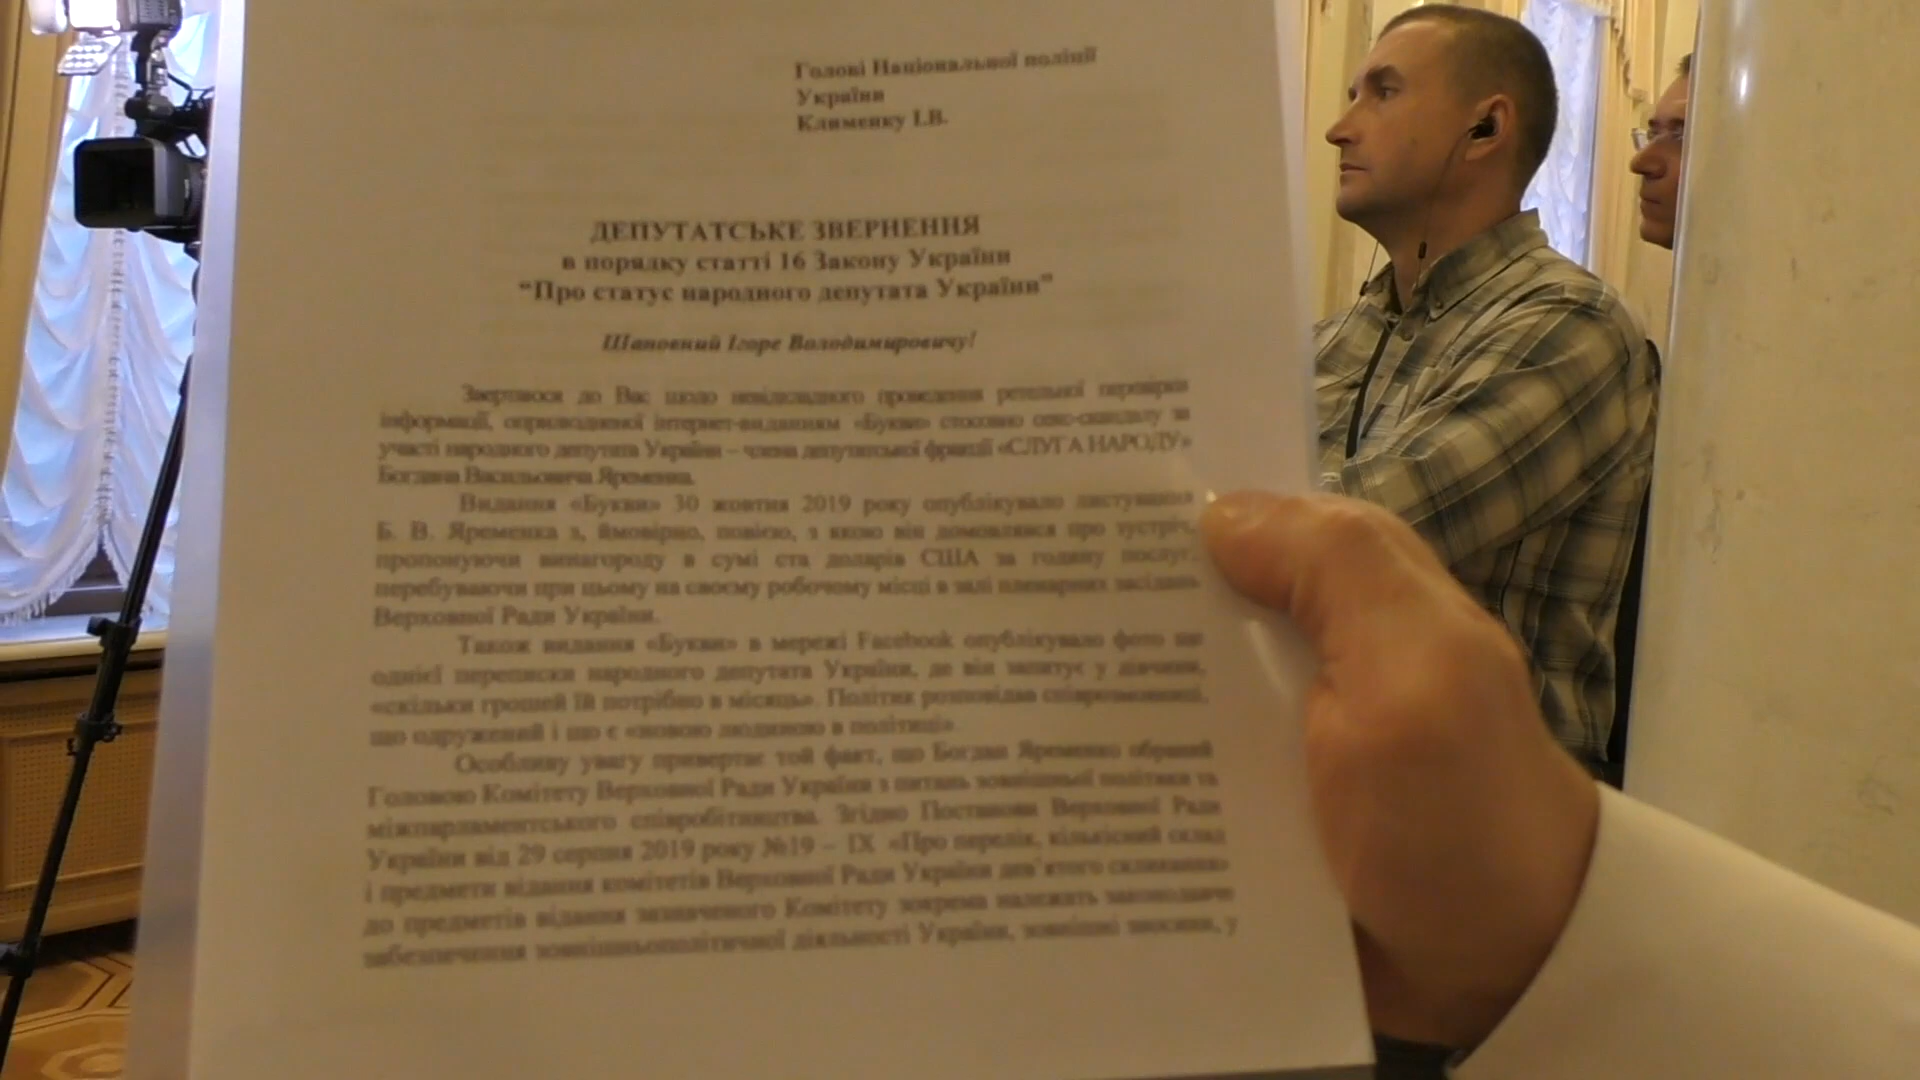 Голові Національної поліції
України
Клименку І.В.
ДЕПУТАТСЬКЕ ЗВЕРНЕННЯ
в порядку статті 16 Закону України
“Про статус народного депутата України”
Шановний Ігоре Володимировичу!
Звертаюся до Вас щодо невідкладного проведення ретельної перевірки
інформації, оприлюдненої інтернет-виданням «Букви» стосовно секс-скандалу за
участі народного депутата України – члена депутатської фракції «СЛУГА НАРОДУ»
Богдана Васильовича Яременка.
Видання «Букви» 30 жовтня 2019 року опублікувало листування
Б. В. Яременка з, ймовірно, повією, з якою він домовлявся про зустріч,
пропонуючи винагороду в сумі ста доларів США за годину послуг,
перебуваючи при цьому на своєму робочому місці в залі пленарних засідань
Верховної Ради України.
Також видання «Букви» в мережі Facebook опублікувало фото ще
однієї переписки народного депутата України, де він запитує у дівчини,
«скільки грошей їй потрібно в місяць». Політик розповідав співрозмовниці,
що одружений і що є «новою людиною в політиці».
Особливу увагу привертає той факт, що Богдан Яременко обраний
Головою Комітету Верховної Ради України з питань зовнішньої політики та
міжпарламентського співробітництва. Згідно Постанови Верховної Ради
України від 29 серпня 2019 року №19 – IX «Про перелік, кількісний склад
і предмети відання комітетів Верховної Ради України дев’ятого скликання»
до предметів відання зазначеного Комітету зокрема належать законодавче
забезпечення зовнішньополітичної діяльності України, зовнішні зносини, у